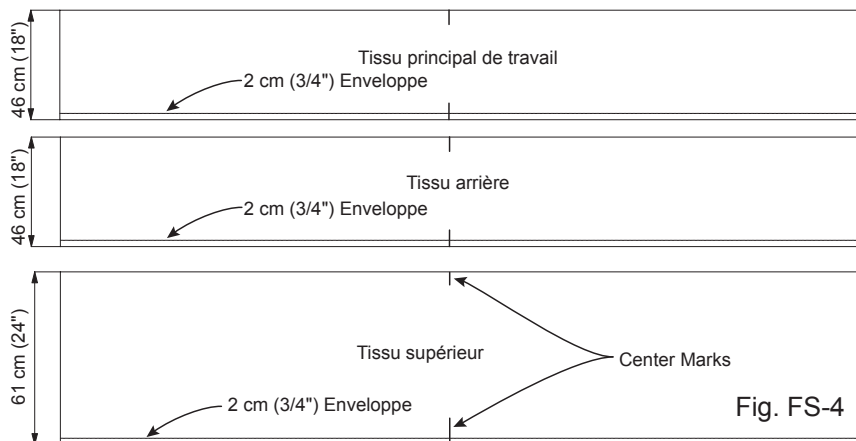 46 cm (18")
Tissu principal de travail
2 cm (3/4") Enveloppe
46 cm (18")
Tissu arrière
2 cm (3/4") Enveloppe
61 cm (24")
Tissu supérieur
Center Marks
2 cm (3/4") Enveloppe
Fig. FS-4